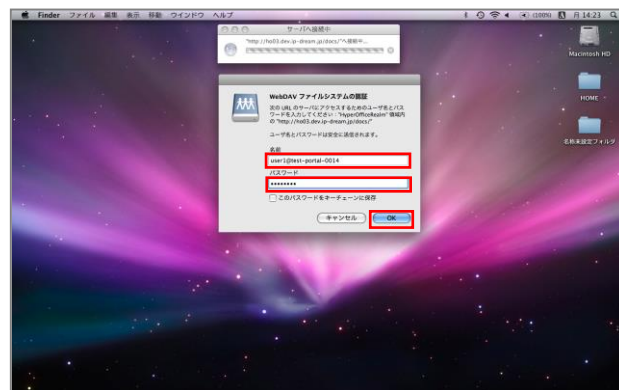 Finder ファイル 編集 表示 移動 ウインドウ ヘルプ
(100%) 月 14:23
サーバへ接続中
"http://ho03.dev.ip-dream.jp/docs/"へ接続中...
Macintosh HD
WebDAV ファイルシステムの認証
次の URL のサーバにアクセスするためのユーザ名とパス
ワードを入力してください："HyperOfficeRealm" 領域内
の "http://ho03.dev.ip-dream.jp/docs/"
HOME
ユーザ名とパスワードは安全に送信されます。
名称未設定フォルダ
名前
user1@test-portal-0014
パスワード
••••••••
このパスワードをキーチェーンに保存
キャンセル
OK